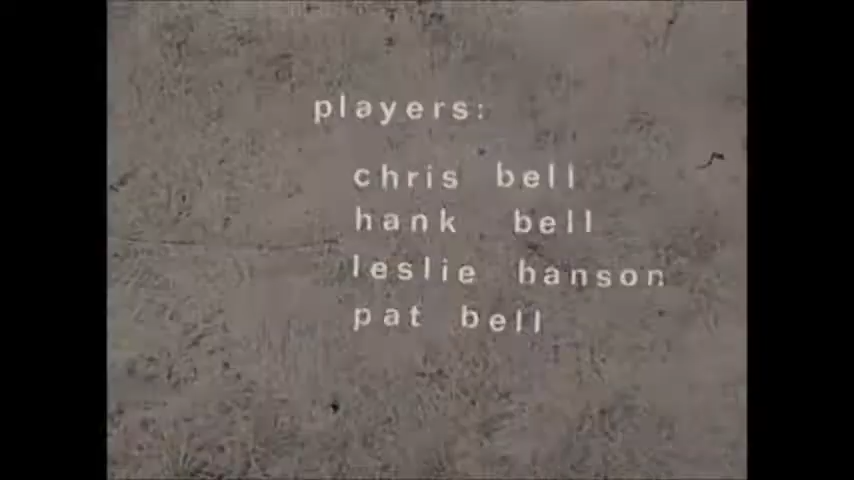 players:
chris bell
hank bell
leslie hanson
pat bell